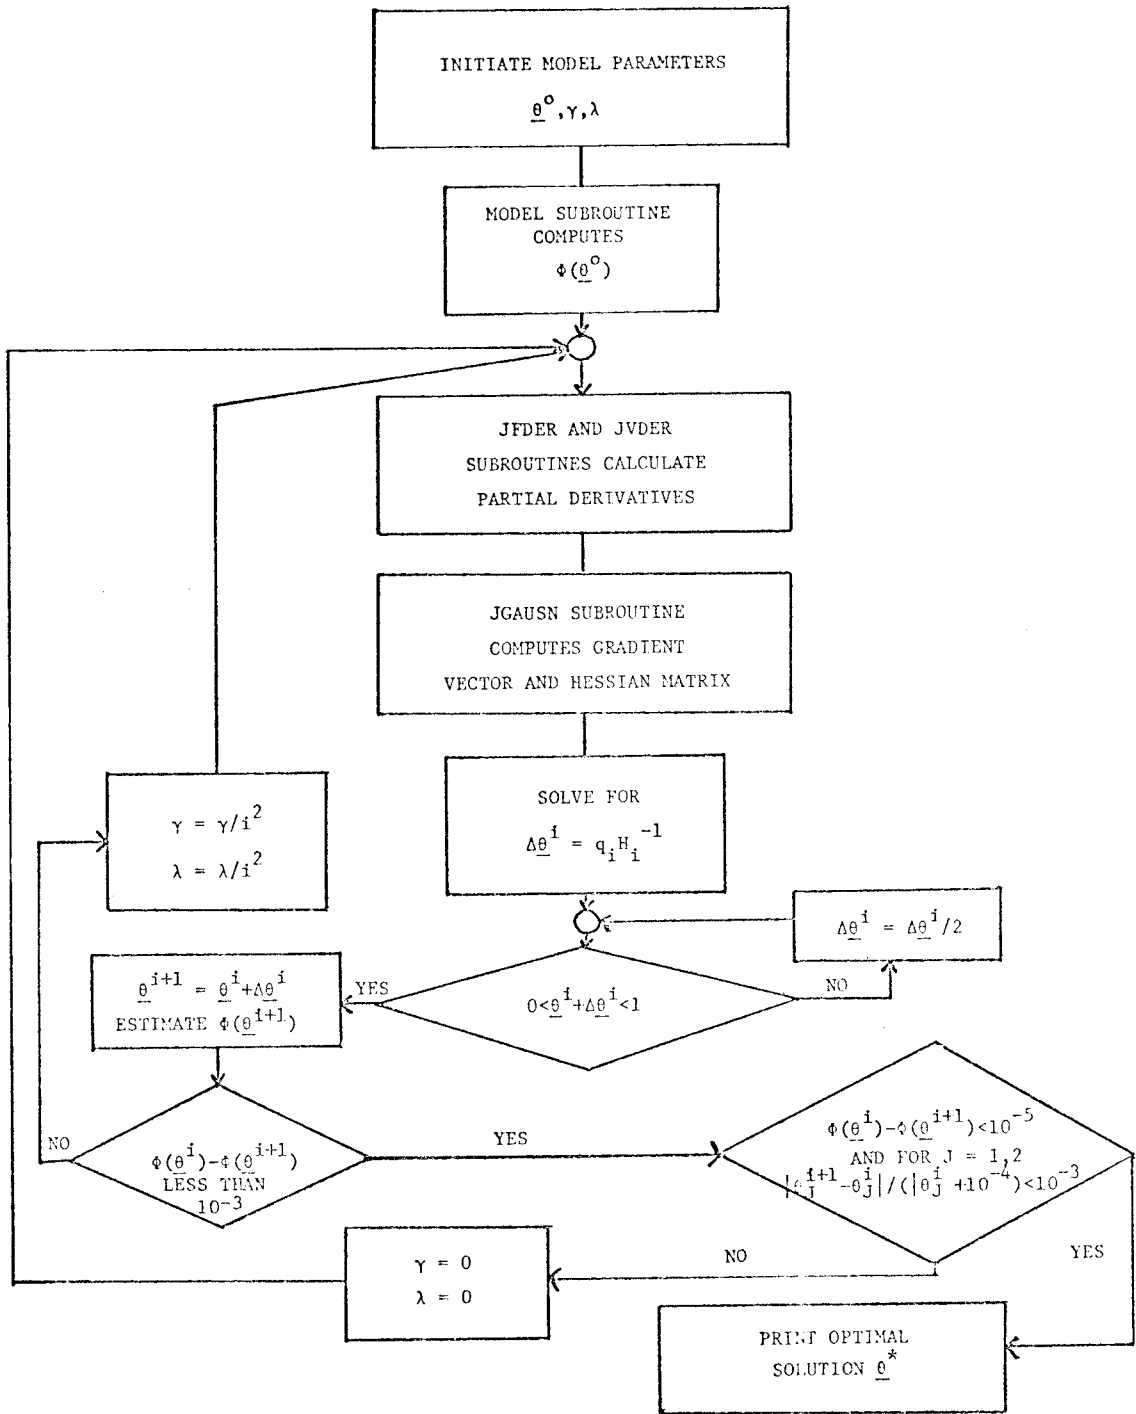 INITIATE MODEL PARAMETERS
θ°,γ,λ
MODEL SUBROUTINE
COMPUTES
Φ(θ°)
JFDER AND JVDER
SUBROUTINES CALCULATE
PARTIAL DERIVATIVES
JGAUSN SUBROUTINE
COMPUTES GRADIENT
VECTOR AND HESSIAN MATRIX
SOLVE FOR
Δθ^i = q_i H_i^-1
γ = γ/i²
λ = λ/i²
Δθ^i = Δθ^i/2
NO
0<θ^i+Δθ^i<1
YES
θ^i+1 = θ^i+Δθ^i
ESTIMATE Φ(θ^i+1)
NO
Φ(θ^i)-Φ(θ^i+1)
LESS THAN
10^-3
YES
Φ(θ^i)-Φ(θ^i+1)<10^-5
AND FOR J = 1,2
|θ_J^i+1-θ_J^i|/(|θ_J^i +10^-4)<10^-3
NO
YES
γ = 0
λ = 0
PRINT OPTIMAL
SOLUTION θ*